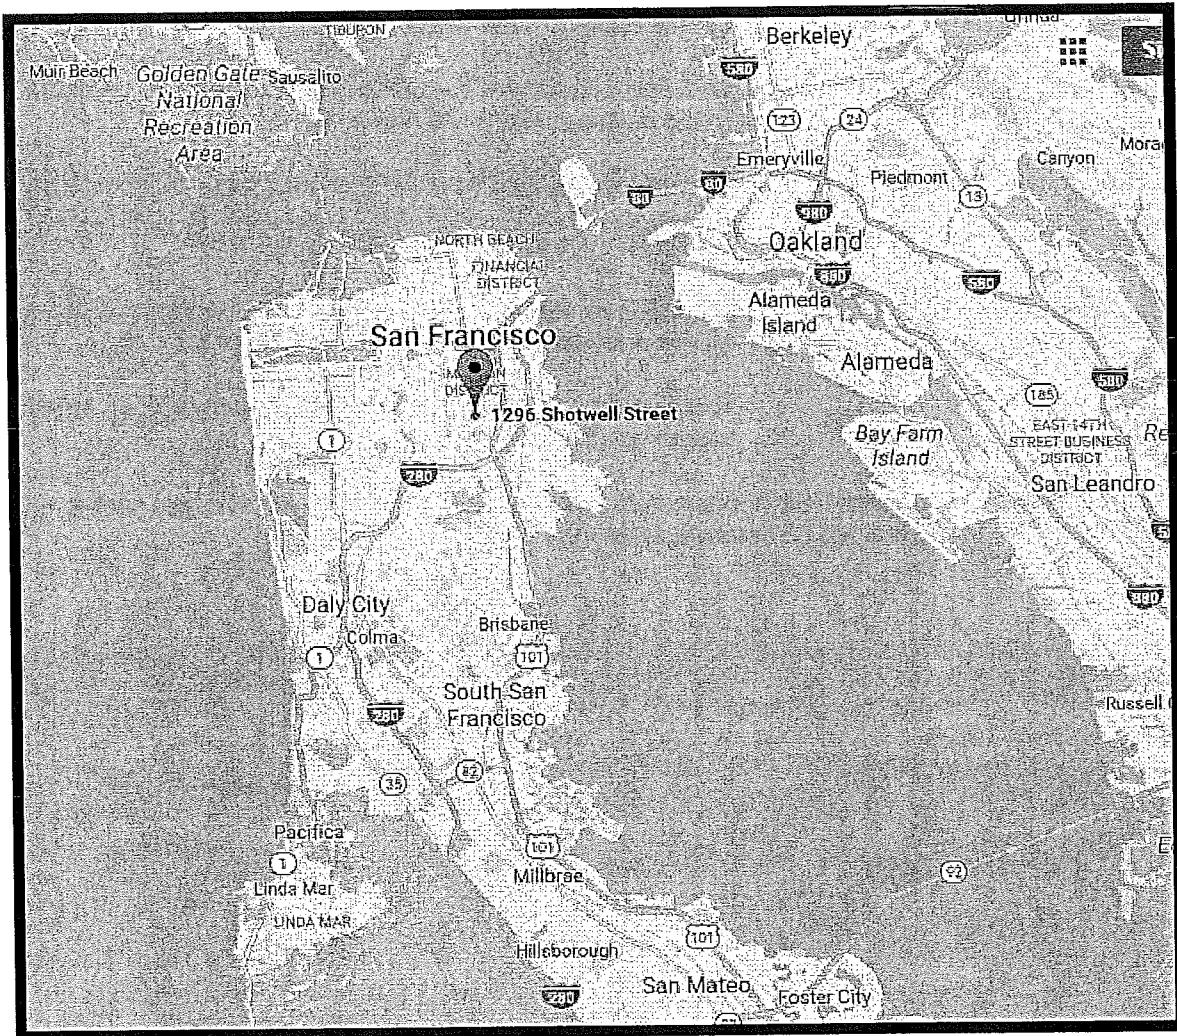 TIBURON
Berkeley
Muir Beach
Golden Gate
National
Recreation
Area
Sausalito
580
123
24
Emeryville
Canyon
Piedmont
80
80
13
980
Oakland
NORTH BEACH
FINANCIAL
DISTRICT
880
580
Alameda
Island
San Francisco
Alameda
DISTRICT
580
185
1296 Shotwell Street
1
Bay Farm
Island
EAST 14TH
STREET BUSINESS
DISTRICT
280
San Leandro
880
Daly City
Colma
Brisbane
1
101
South San
Francisco
280
Russell
82
35
Pacifica
101
1
Millbrae
92
Linda Mar
LINDA MAR
101
Hillsborough
San Mateo
280
Foster City